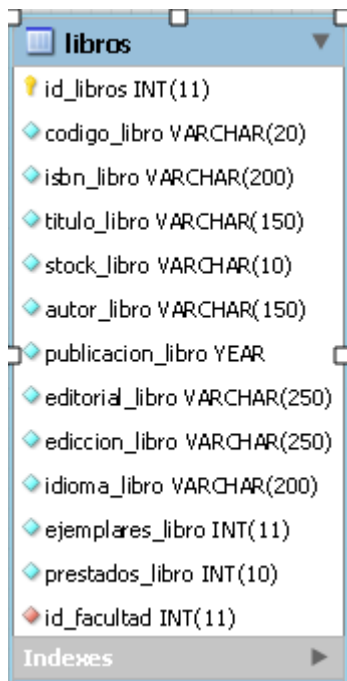 libros
id_libros INT(11)
codigo_libro VARCHAR(20)
isbn_libro VARCHAR(200)
titulo_libro VARCHAR(150)
stock_libro VARCHAR(10)
autor_libro VARCHAR(150)
publicacion_libro YEAR
editorial_libro VARCHAR(250)
ediccion_libro VARCHAR(250)
idioma_libro VARCHAR(200)
ejemplares_libro INT(11)
prestados_libro INT(10)
id_facultad INT(11)
Indexes